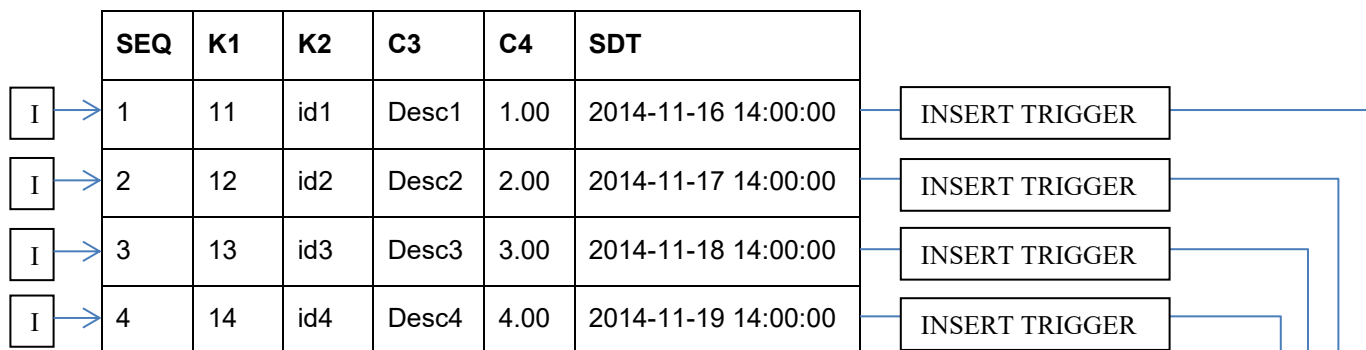 SEQ K1 K2 C3 C4 SDT
I 1 11 id1 Desc1 1.00 2014-11-16 14:00:00 INSERT TRIGGER
I 2 12 id2 Desc2 2.00 2014-11-17 14:00:00 INSERT TRIGGER
I 3 13 id3 Desc3 3.00 2014-11-18 14:00:00 INSERT TRIGGER
I 4 14 id4 Desc4 4.00 2014-11-19 14:00:00 INSERT TRIGGER